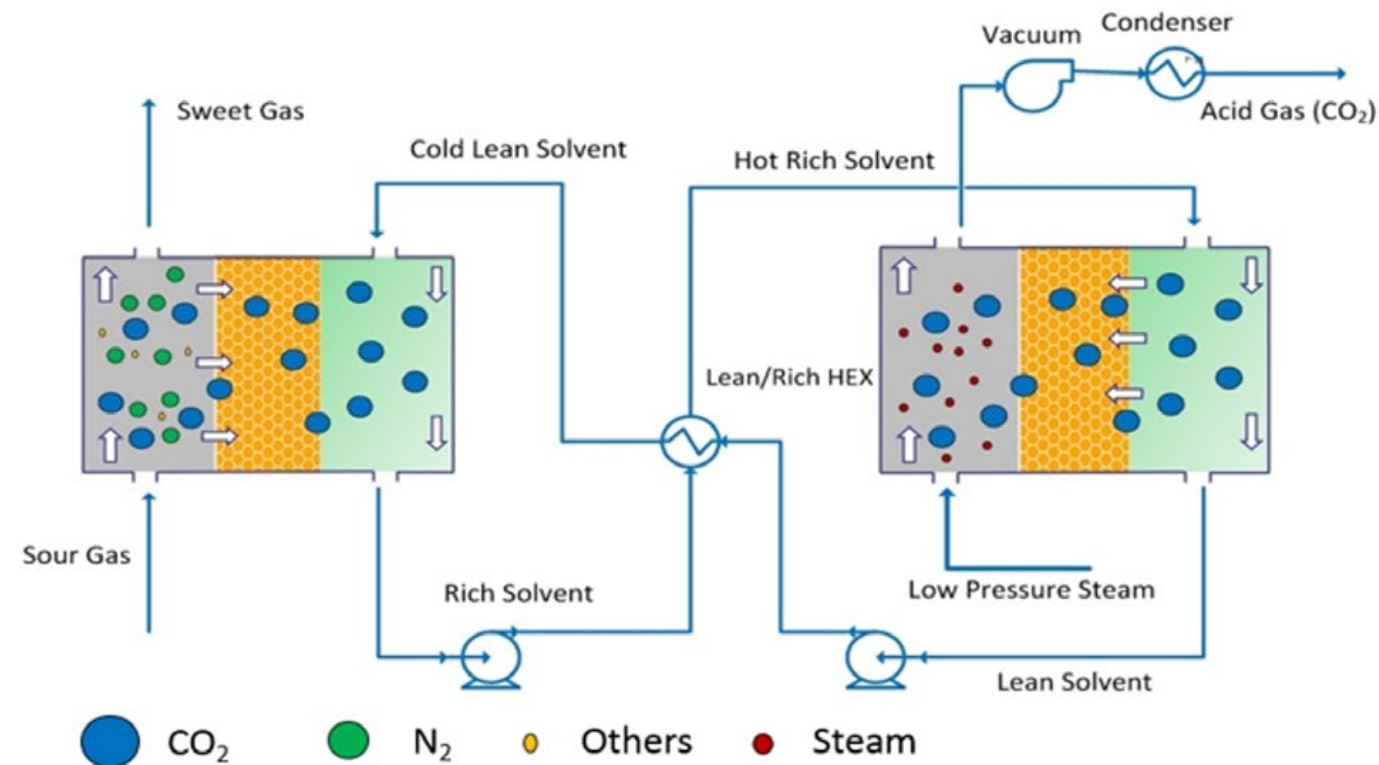 Vacuum
Condenser
Sweet Gas
Acid Gas (CO₂)
Cold Lean Solvent
Hot Rich Solvent
Lean/Rich HEX
Sour Gas
Rich Solvent
Low Pressure Steam
Lean Solvent
CO₂
N₂
Others
Steam